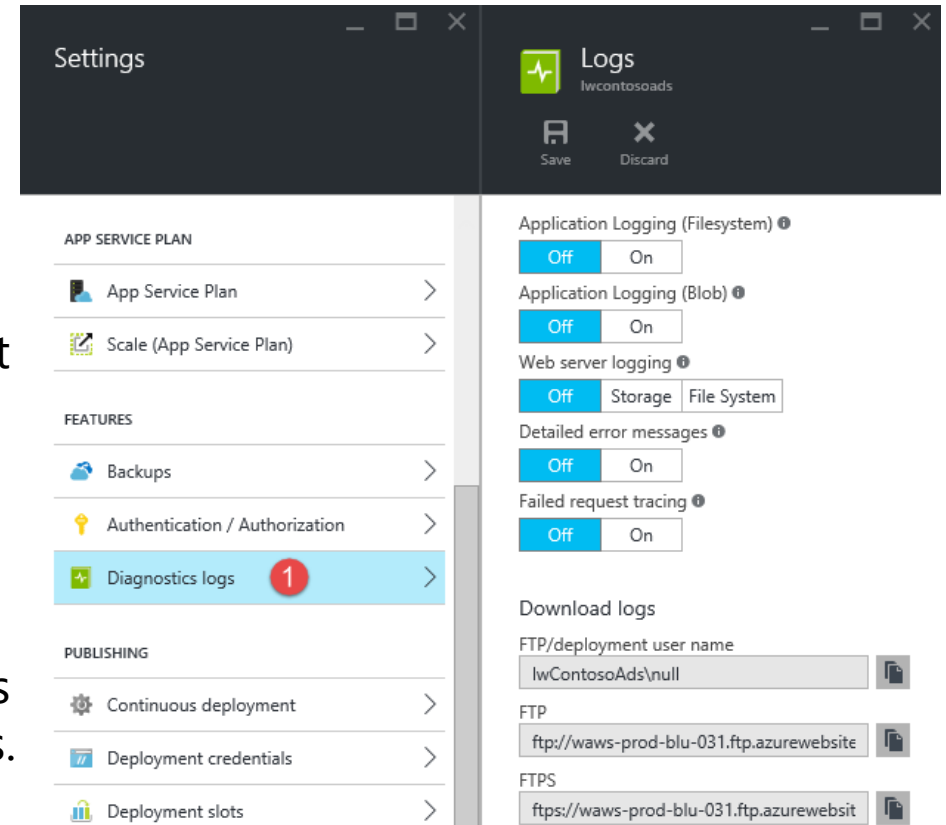 t
s
s.
Settings
APP SERVICE PLAN
App Service Plan
Scale (App Service Plan)
FEATURES
Backups
Authentication / Authorization
Diagnostics logs 1
PUBLISHING
Continuous deployment
Deployment credentials
Deployment slots
Logs
lwcontosoads
Save Discard
Application Logging (Filesystem)
Off On
Application Logging (Blob)
Off On
Web server logging
Off Storage File System
Detailed error messages
Off On
Failed request tracing
Off On
Download logs
FTP/deployment user name
lwContosoAds\null
FTP
ftp://waws-prod-blu-031.ftp.azurewebsite
FTPS
ftps://waws-prod-blu-031.ftp.azurewebsit